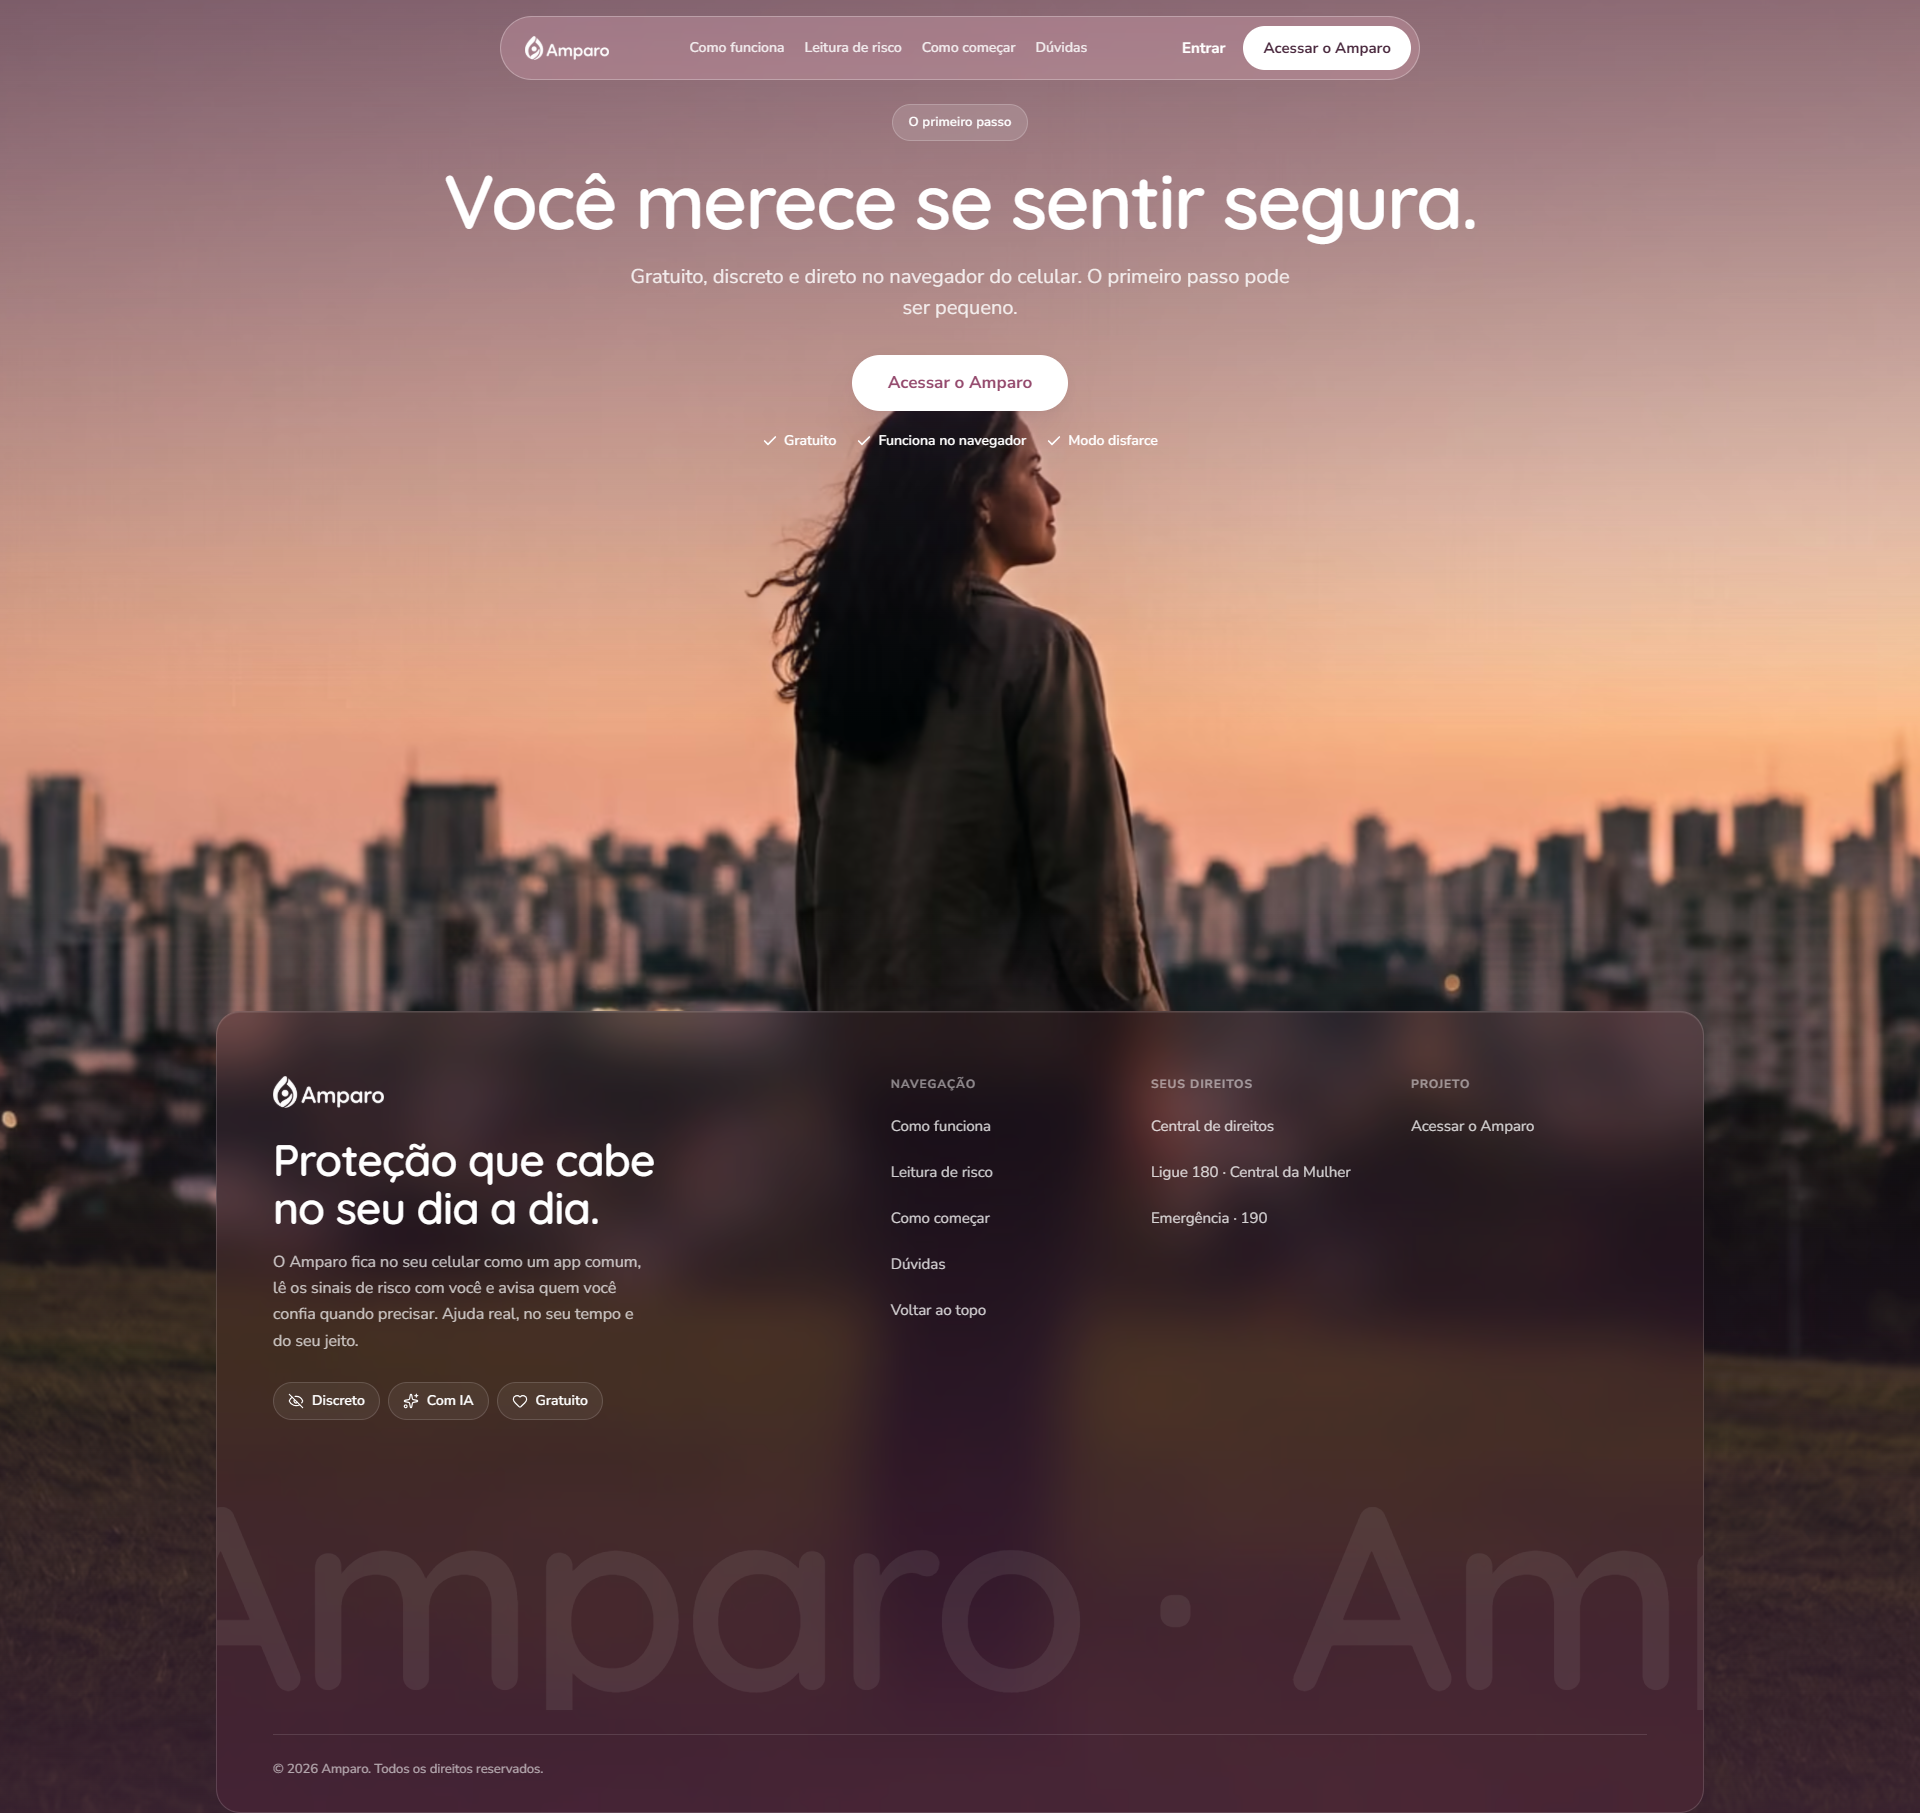 Amparo
Como funciona Leitura de risco Como começar Dúvidas
Entrar
Acessar o Amparo
O primeiro passo
Você merece se sentir segura.
Gratuito, discreto e direto no navegador do celular. O primeiro passo pode
ser pequeno.
Acessar o Amparo
Gratuito Funciona no navegador Modo disfarce
Amparo
Proteção que cabe
no seu dia a dia.
O Amparo fica no seu celular como um app comum,
lê os sinais de risco com você e avisa quem você
confia quando precisar. Ajuda real, no seu tempo e
do seu jeito.
Discreto Com IA Gratuito
NAVEGAÇÃO
Como funciona
Leitura de risco
Como começar
Dúvidas
Voltar ao topo
SEUS DIREITOS
Central de direitos
Ligue 180 · Central da Mulher
Emergência · 190
PROJETO
Acessar o Amparo
Amparo · Am
© 2026 Amparo. Todos os direitos reservados.